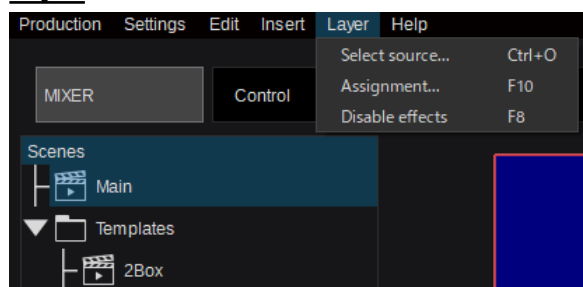 Production Settings Edit Insert Layer Help
Select source... Ctrl+O
Assignment... F10
Disable effects F8
MIXER Control
Scenes
Main
Templates
2Box